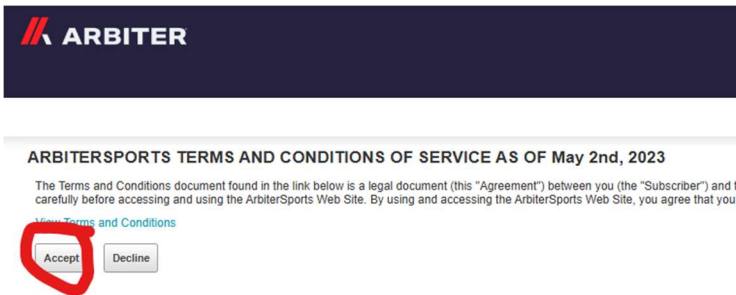 ARBITER
ARBITERSPORTS TERMS AND CONDITIONS OF SERVICE AS OF May 2nd, 2023
The Terms and Conditions document found in the link below is a legal document (this "Agreement") between you (the "Subscriber") and
carefully before accessing and using the ArbiterSports Web Site. By using and accessing the ArbiterSports Web Site, you agree that you
View Terms and Conditions
Accept Decline